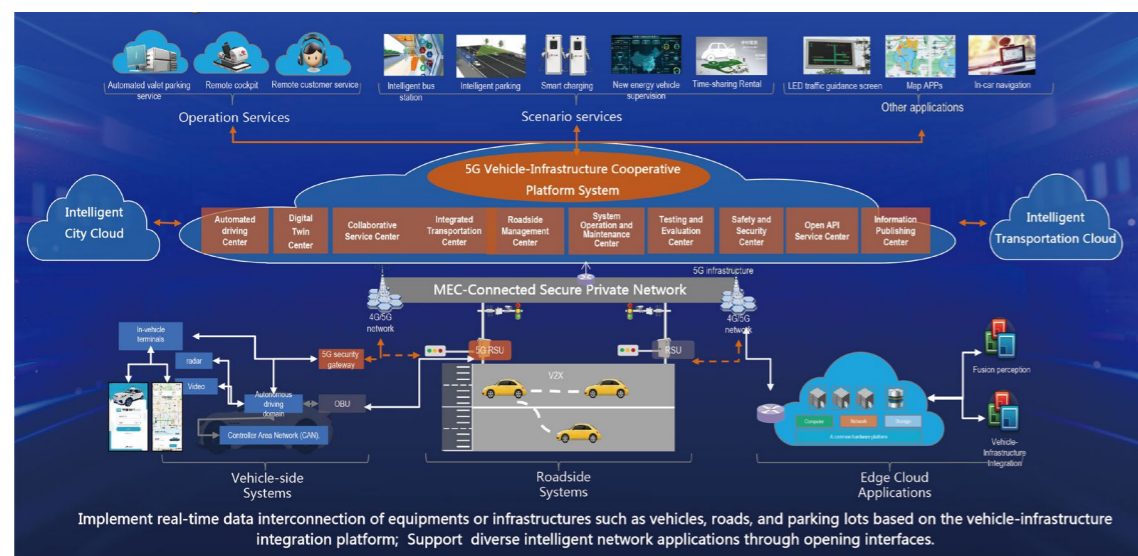 Automated valet parking
service
Remote cockpit
Remote customer service
Operation Services
Intelligent bus
station
Intelligent parking
Smart charging
New energy vehicle
supervision
Time-sharing Rental
Scenario services
LED traffic guidance screen
Map APPs
In-car navigation
Other applications
5G Vehicle-Infrastructure Cooperative
Platform System
Intelligent
City Cloud
Automated
driving
Center
Digital
Twin
Center
Collaborative
Service Center
Integrated
Transportation
Center
Roadside
Management
Center
System
Operation and
Maintenance
Center
Testing and
Evaluation
Center
Safety and
Security
Center
Open API
Service Center
Information
Publishing
Center
Intelligent
Transportation Cloud
5G infrastructure
MEC-Connected Secure Private Network
4G/5G
network
4G/5G
network
In-vehicle
terminals
radar
Video
5G security
gateway
Autonomous
driving
domain
OBU
Controller Area Network (CAN).
5G RSU
RSU
V2X
Compute
Network
Storage
A common hardware platform
Fusion perception
Vehicle-
Infrastructure
Integration
Vehicle-side
Systems
Roadside
Systems
Edge Cloud
Applications
Implement real-time data interconnection of equipments or infrastructures such as vehicles, roads, and parking lots based on the vehicle-infrastructure
integration platform; Support diverse intelligent network applications through opening interfaces.